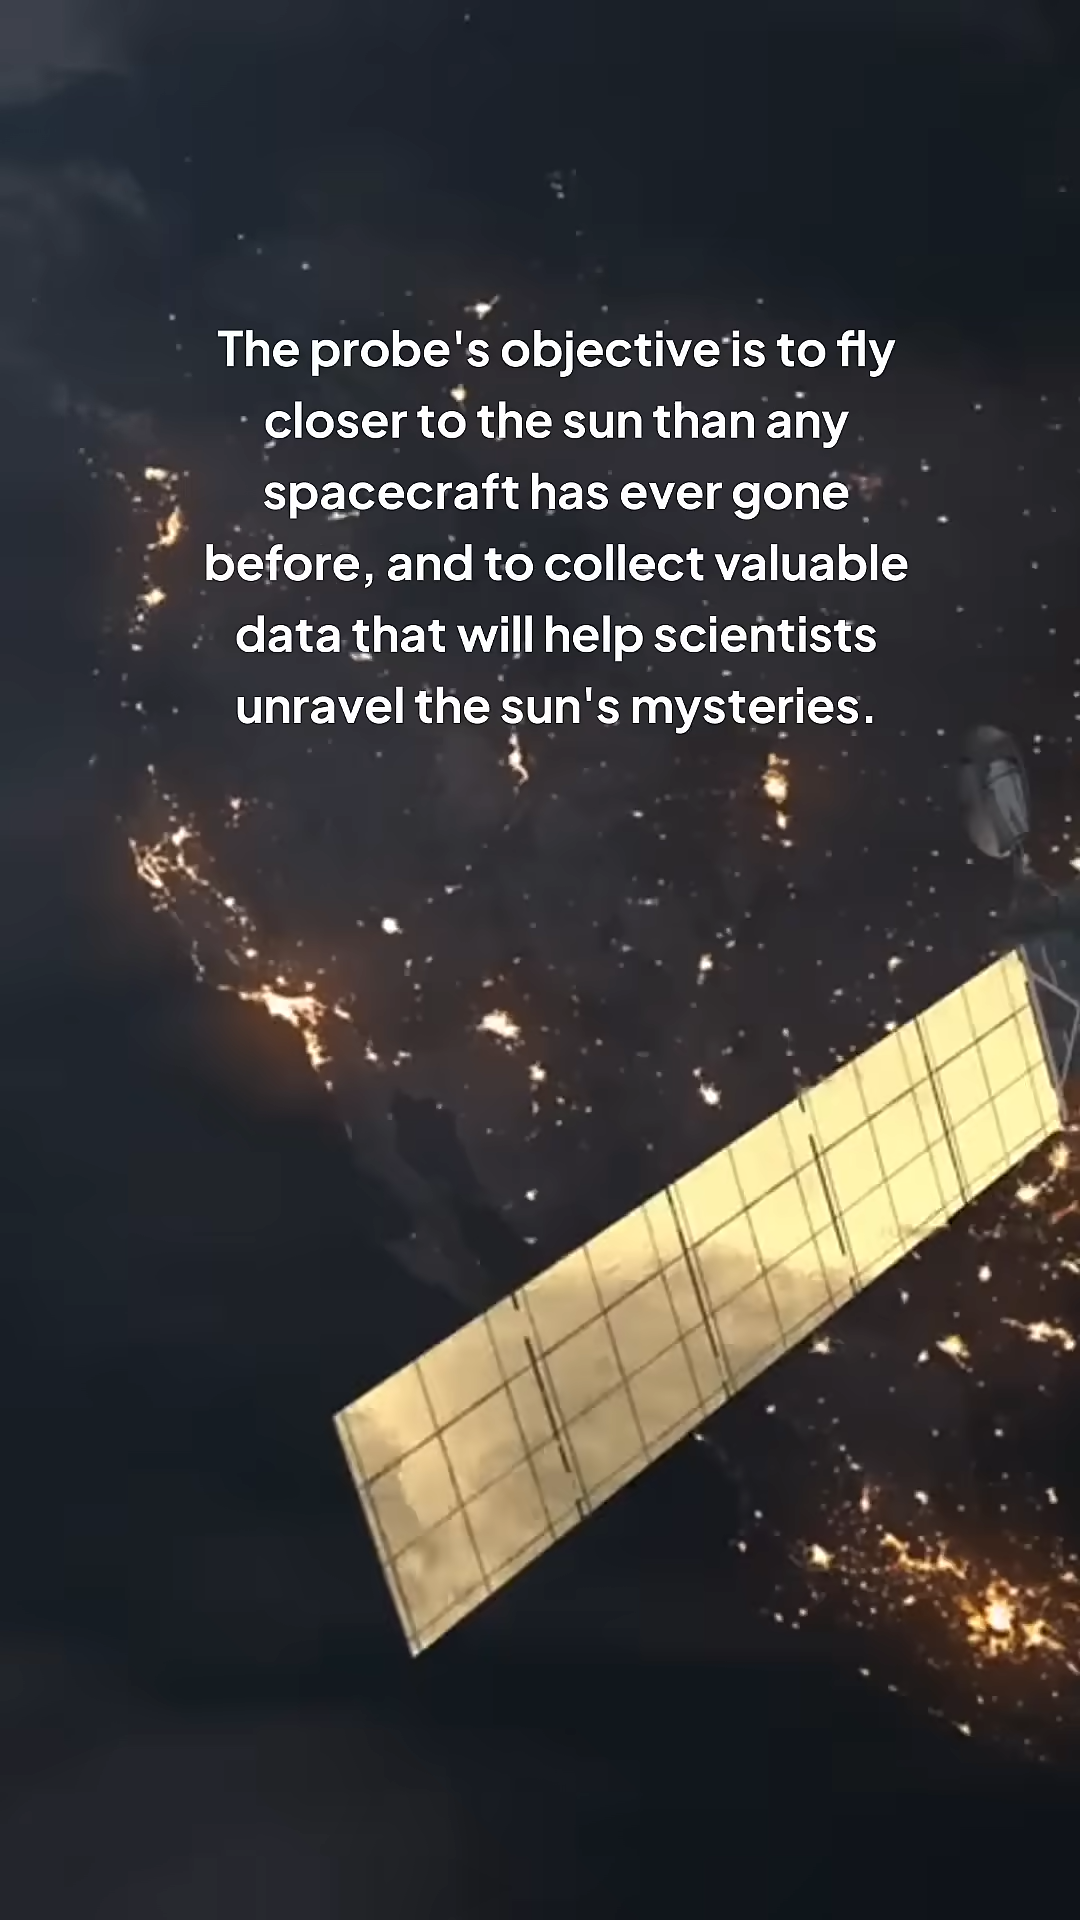 The probe's objective is to fly
closer to the sun than any
spacecraft has ever gone
before, and to collect valuable
data that will help scientists
unravel the sun's mysteries.